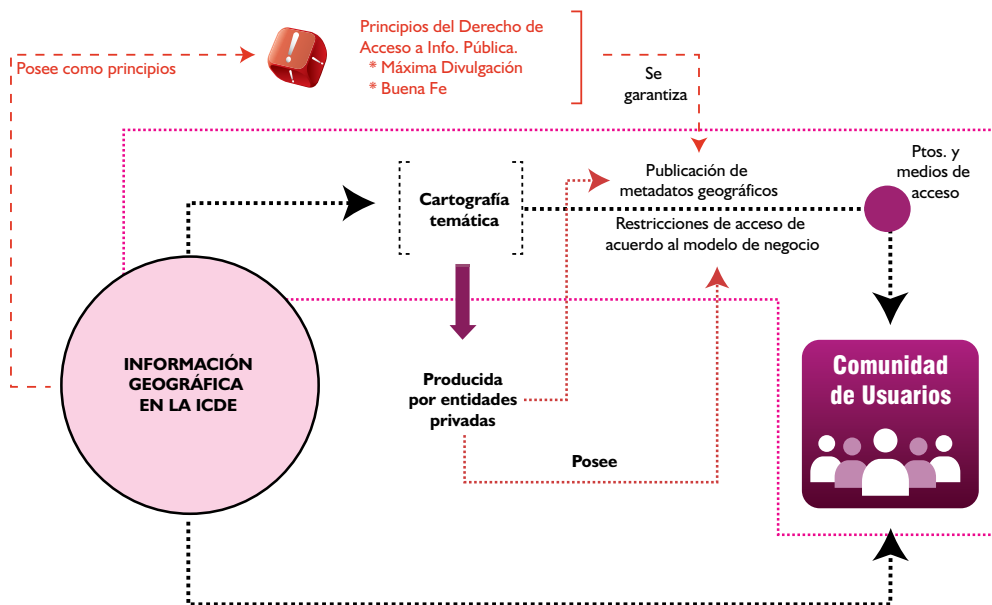 Posee como principios
Principios del Derecho de
Acceso a Info. Pública.
* Máxima Divulgación
* Buena Fe
Se
garantiza
Ptos. y
medios de
acceso
Publicación de
metadatos geográficos
Cartografía
temática
Restricciones de acceso de
acuerdo al modelo de negocio
INFORMACIÓN
GEOGRÁFICA
EN LA ICDE
Producida
por entidades
privadas
Posee
Comunidad
de Usuarios